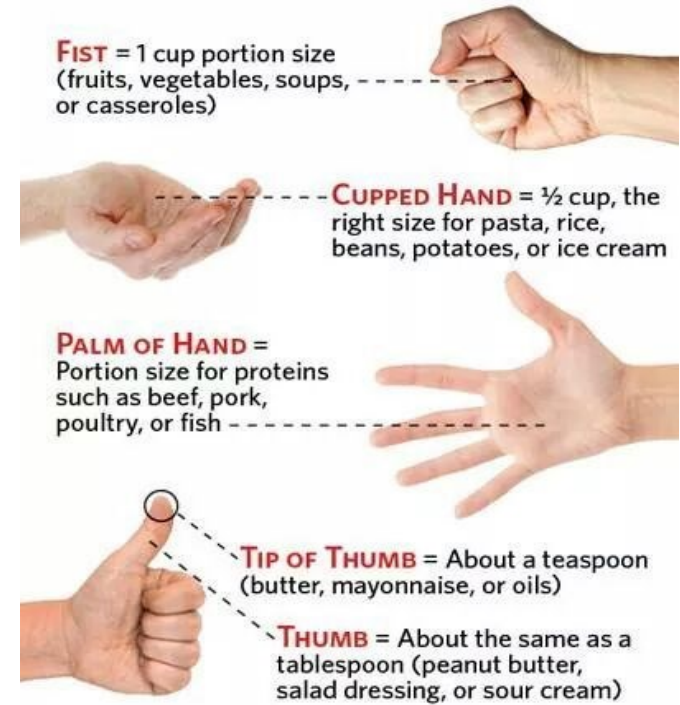 FIST = 1 cup portion size
(fruits, vegetables, soups,
or casseroles)
CUPPED HAND = ½ cup, the
right size for pasta, rice,
beans, potatoes, or ice cream
PALM OF HAND =
Portion size for proteins
such as beef, pork,
poultry, or fish
TIP OF THUMB = About a teaspoon
(butter, mayonnaise, or oils)
THUMB = About the same as a
tablespoon (peanut butter,
salad dressing, or sour cream)